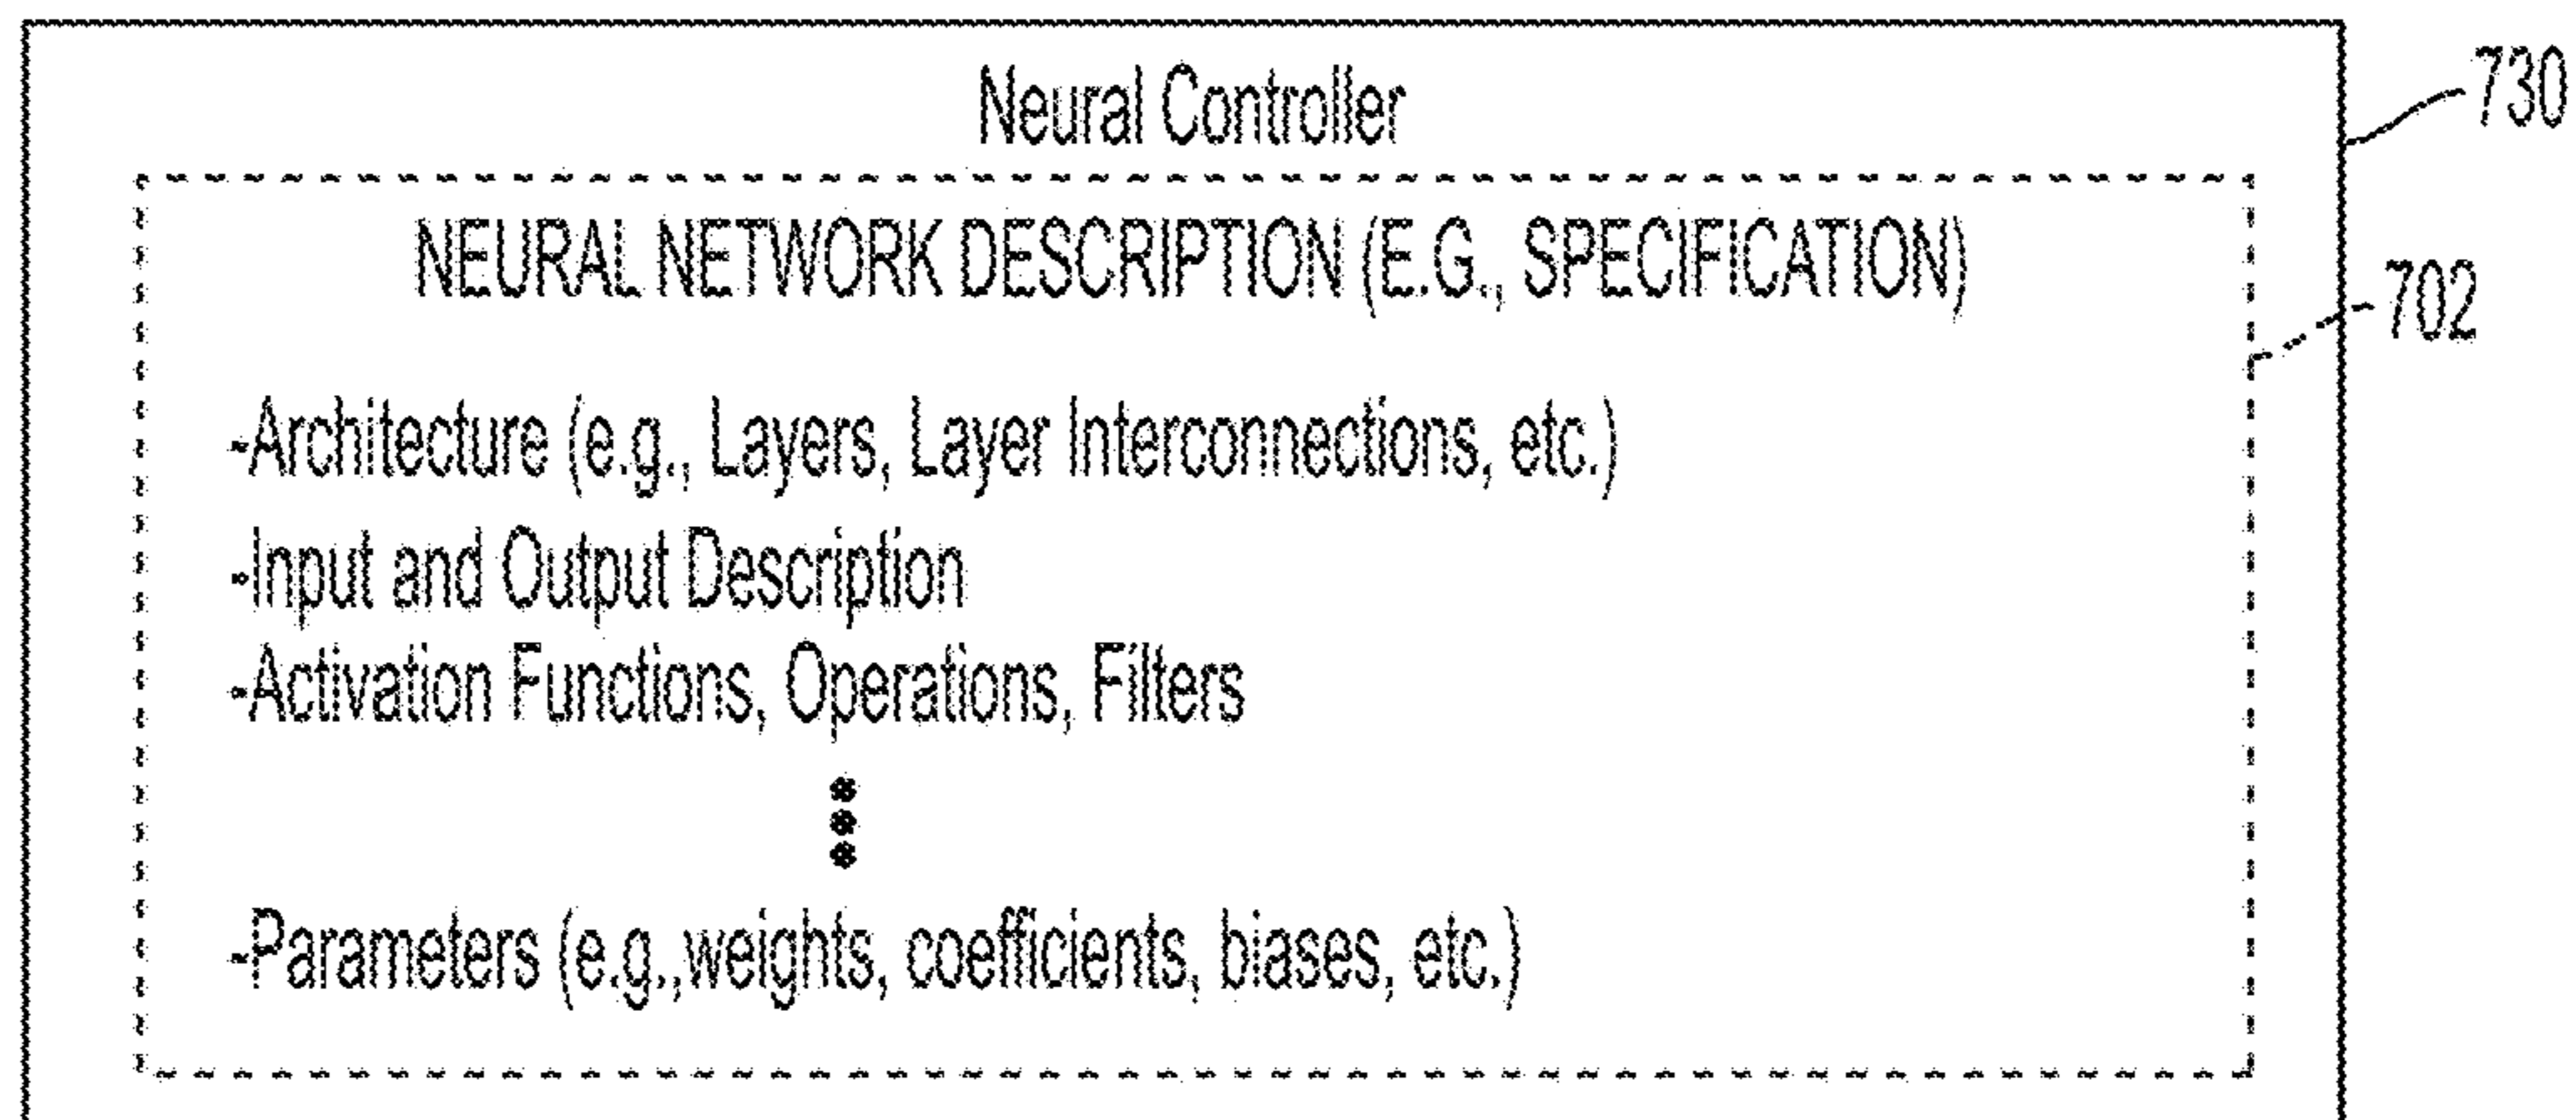 Neural Controller
730
NEURAL NETWORK DESCRIPTION (E.G., SPECIFICATION)
702
-Architecture (e.g., Layers, Layer Interconnections, etc.)
-Input and Output Description
-Activation Functions, Operations, Filters
-Parameters (e.g.,weights, coefficients, biases, etc.)